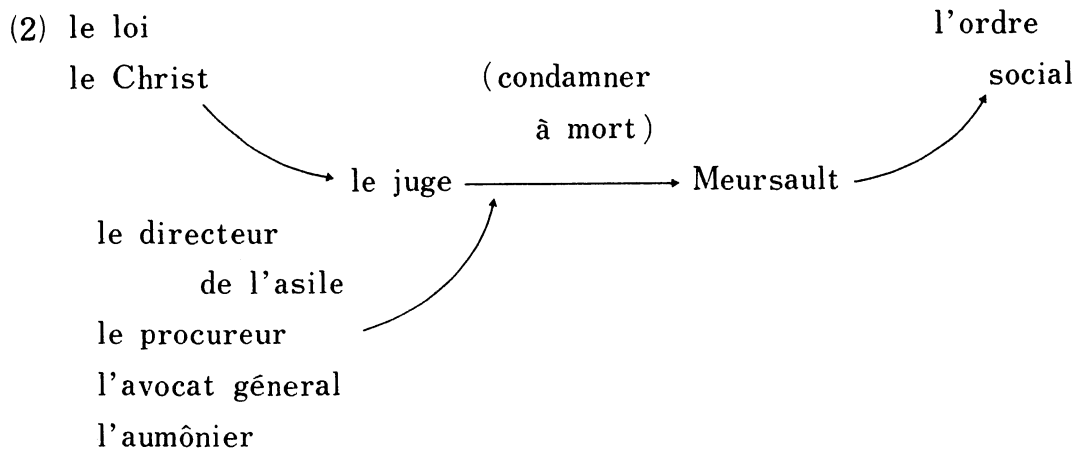 (2) le loi
le Christ
l'ordre
social
(condamner
à mort)
le juge
Meursault
le directeur
de l'asile
le procureur
l'avocat géneral
l'aumônier